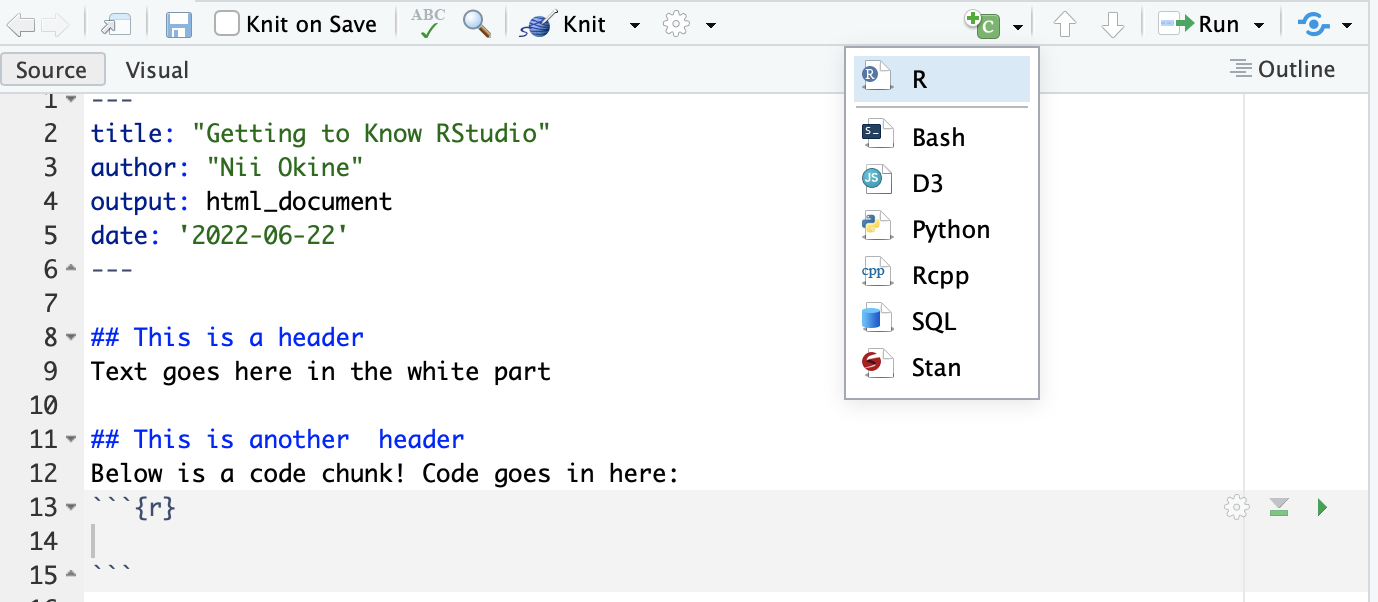 Knit on Save ABC Knit C Run
Source Visual Outline
R R
S_ Bash
JS D3
Python
cpp Rcpp
SQL
Stan
1 ---
2 title: "Getting to Know RStudio"
3 author: "Nii Okine"
4 output: html_document
5 date: '2022-06-22'
6 ---
7
8 ## This is a header
9 Text goes here in the white part
10
11 ## This is another  header
12 Below is a code chunk! Code goes in here:
13 ```{r}
14
15 ```